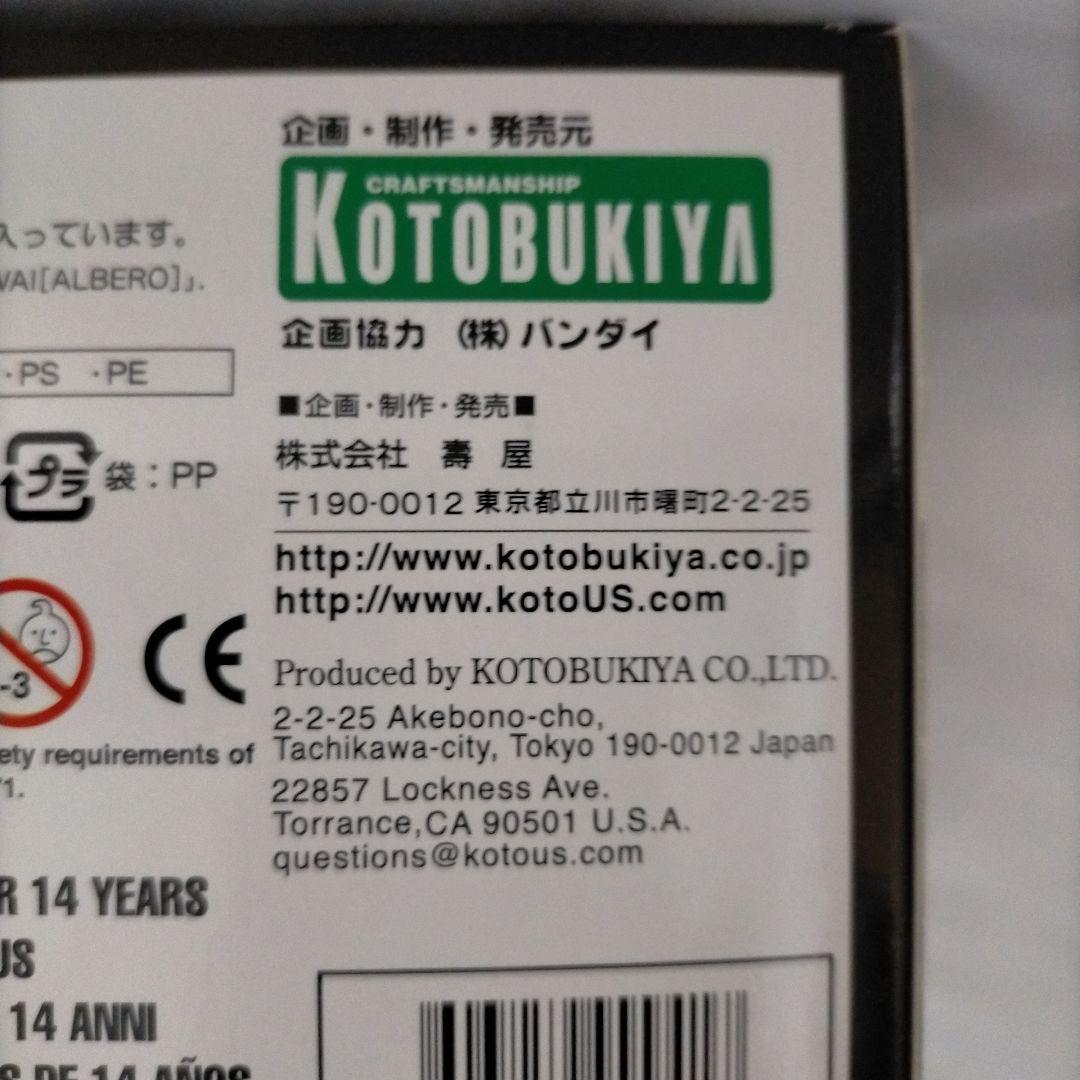 企画・制作・発売元
CRAFTSMANSHIP
KOTOBUKIYA
企画協力 (株)バンダイ
入っています。
WAI[ALBERO]」.
・PS ・PE
プラ
袋：PP
-3
CE
ety requirements of
71.
R 14 YEARS
US
14 ANNI
S DE 14 AÑOS
■企画・制作・発売■
株式会社 壽 屋
〒190-0012 東京都立川市曙町2-2-25
http://www.kotobukiya.co.jp
http://www.kotoUS.com
Produced by KOTOBUKIYA CO.,LTD.
2-2-25 Akebono-cho,
Tachikawa-city, Tokyo 190-0012 Japan
22857 Lockness Ave.
Torrance,CA 90501 U.S.A.
questions@kotous.com